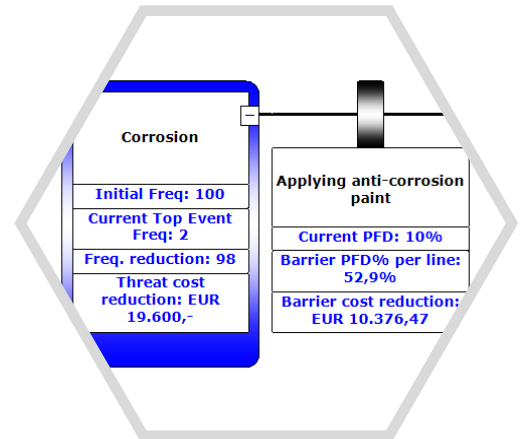 Corrosion
Initial Freq: 100
Current Top Event
Freq: 2
Freq. reduction: 98
Threat cost
reduction: EUR
19.600,-
Applying anti-corrosion
paint
Current PFD: 10%
Barrier PFD% per line:
52,9%
Barrier cost reduction:
EUR 10.376,47